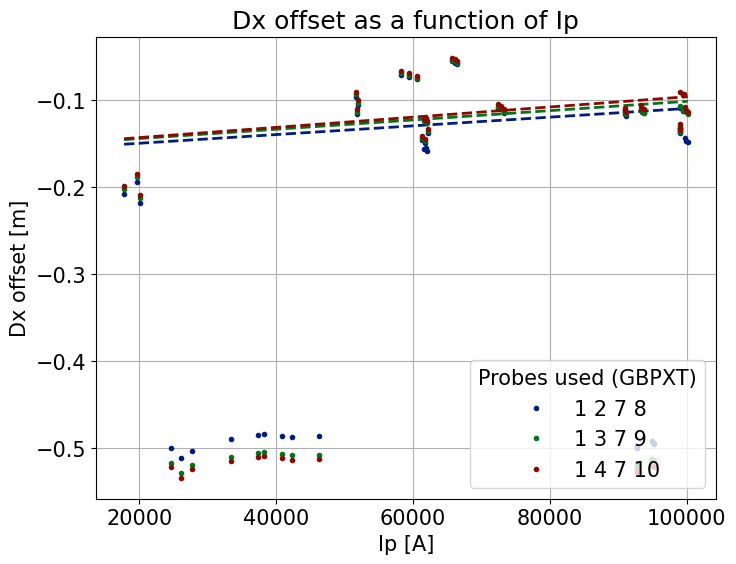 Dx offset as a function of Ip
Dx offset [m]
−0.1
−0.2
−0.3
−0.4
−0.5
Probes used (GBPXT)
1 2 7 8
1 3 7 9
1 4 7 10
20000 40000 60000 80000 100000
Ip [A]